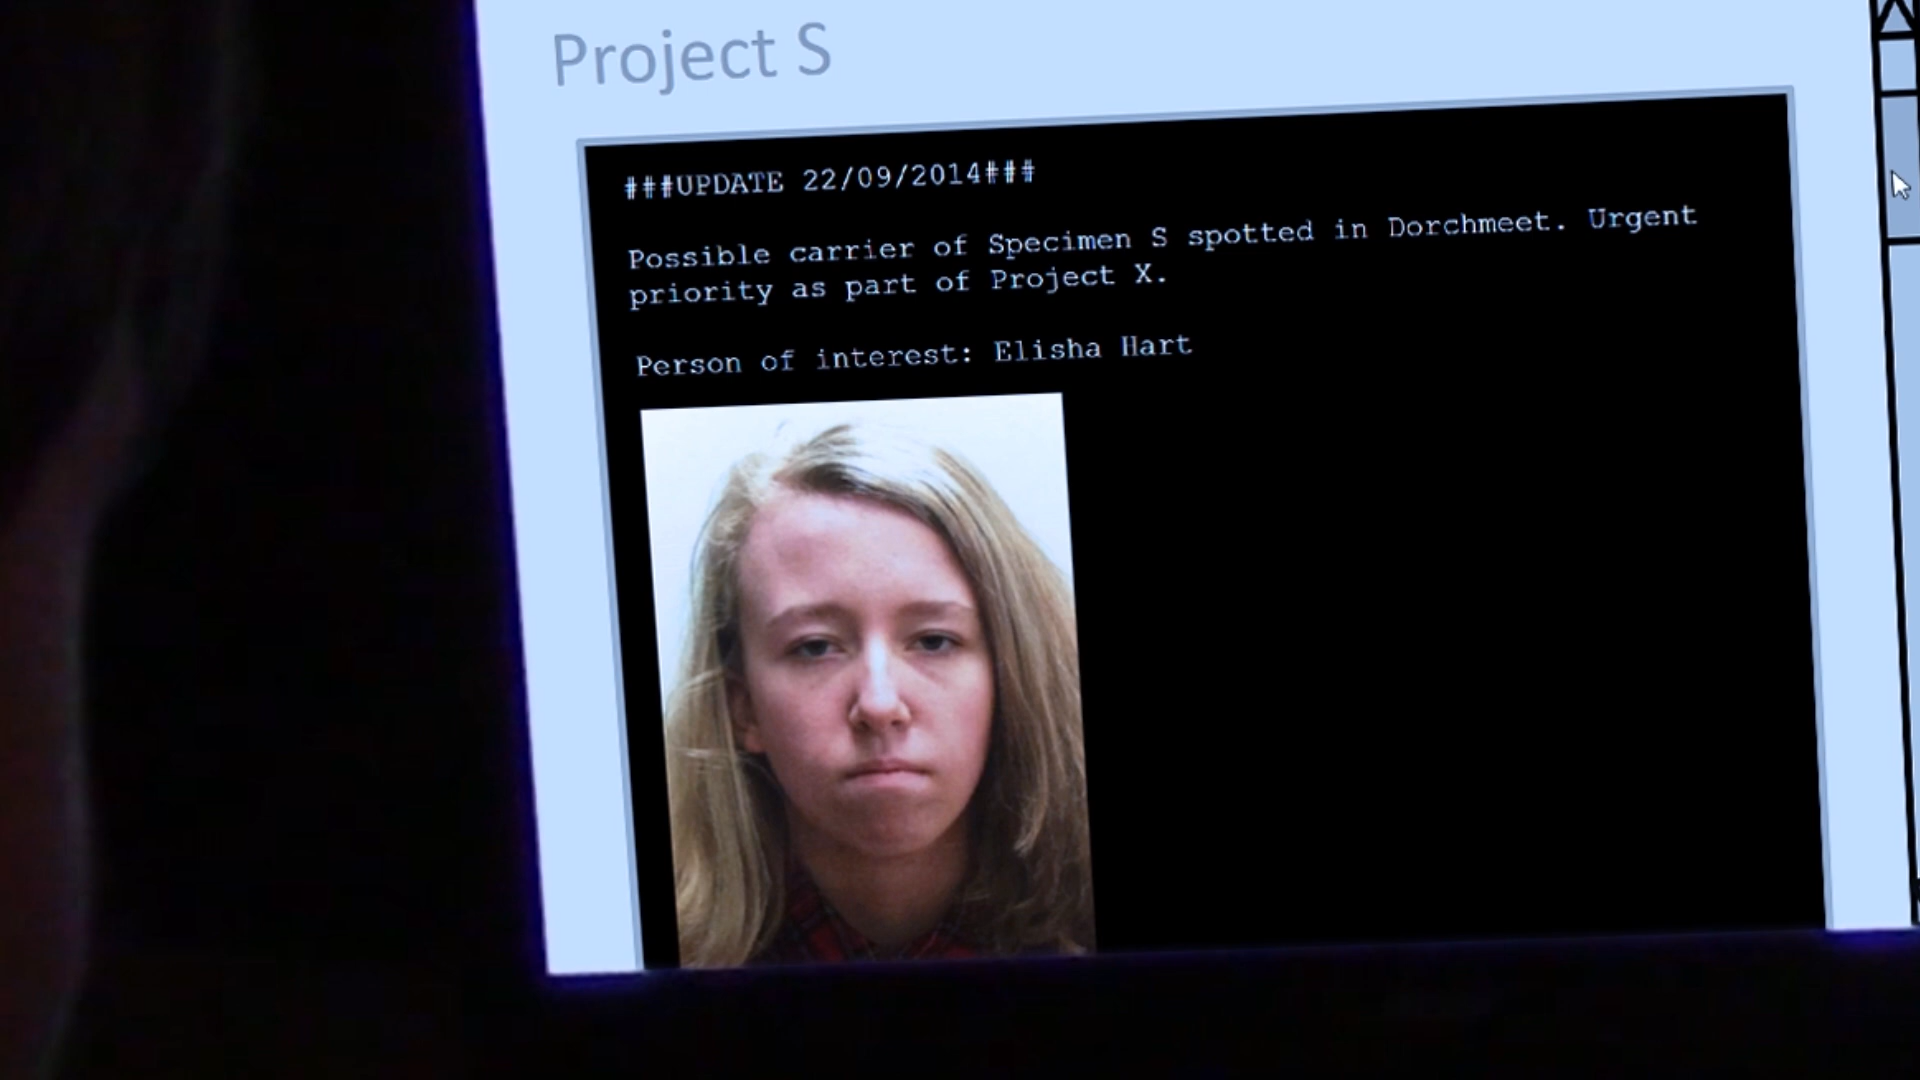 Project S
###UPDATE 22/09/2014###
Possible carrier of Specimen S spotted in Dorchmeet. Urgent
priority as part of Project X.
Person of interest: Elisha Hart